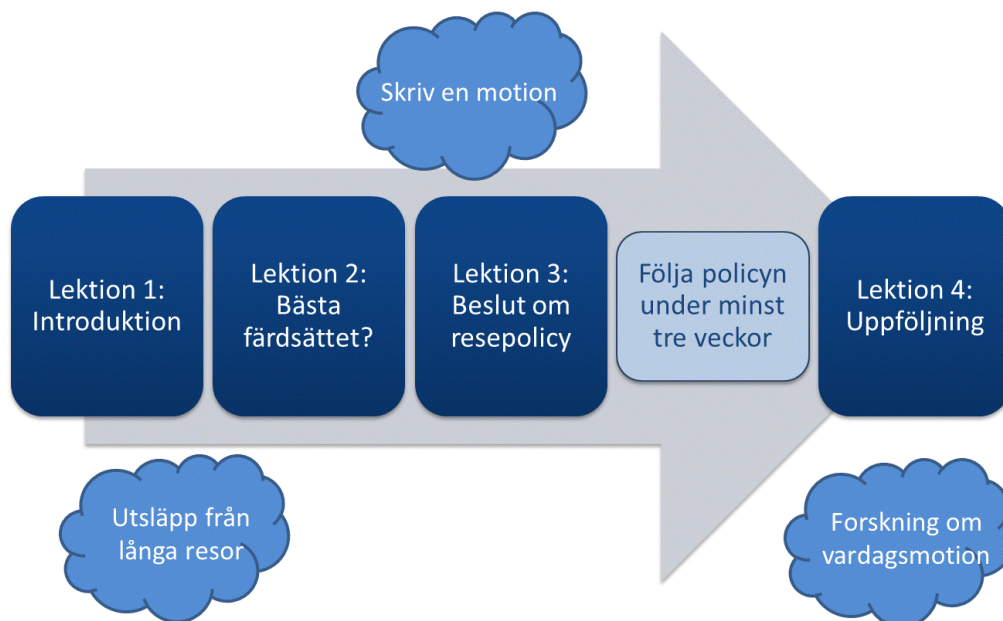 Skriv en motion
Lektion 1:
Introduktion
Lektion 2:
Bästa
färdsättet?
Lektion 3:
Beslut om
resepolicy
Följa policyn
under minst
tre veckor
Lektion 4:
Uppföljning
Utsläpp från
långa resor
Forskning om
vardagsmotion